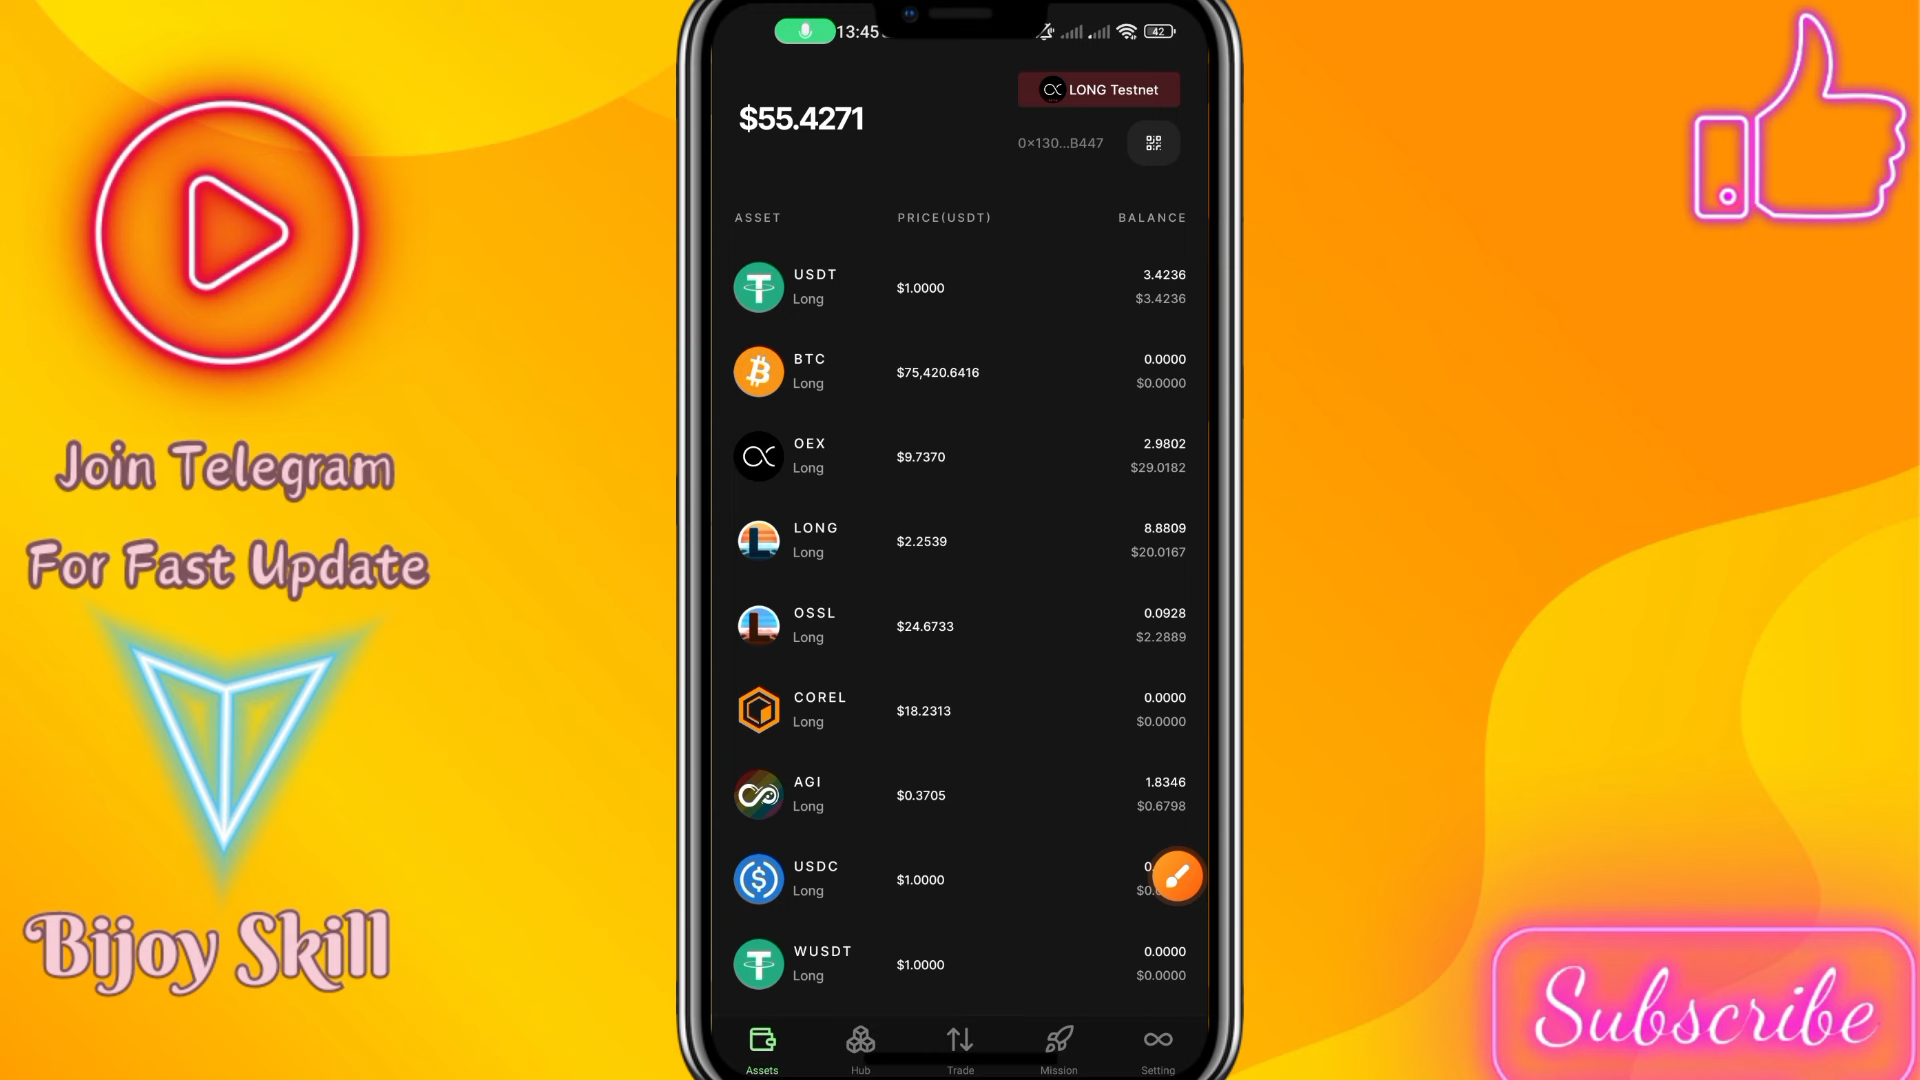 13:45
42
LONG Testnet
$55.4271
0×130...B447
ASSET PRICE(USDT) BALANCE
USDT 3.4236
Long $1.0000 $3.4236
BTC 0.0000
Long $75,420.6416 $0.0000
OEX 2.9802
Long $9.7370 $29.0182
LONG 8.8809
Long $2.2539 $20.0167
OSSL 0.0928
Long $24.6733 $2.2889
COREL 0.0000
Long $18.2313 $0.0000
AGI 1.8346
Long $0.3705 $0.6798
USDC
Long $1.0000
WUSDT 0.0000
Long $1.0000 $0.0000
Assets Hub Trade Mission Setting
Join Telegram
For Fast Update
Bijoy Skill
Subscribe